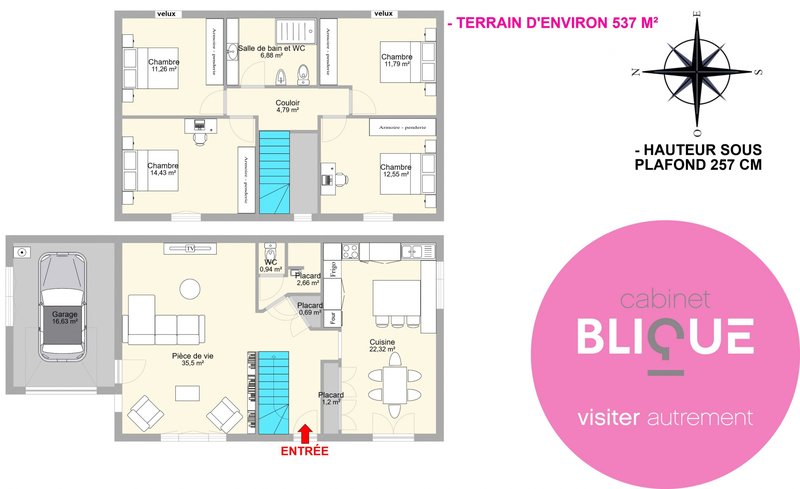 velux
velux
- TERRAIN D'ENVIRON 537 M²
Armoire - penderie
Salle de bain et WC
6,88 m²
Armoire - penderie
Chambre
11,26 m²
Chambre
11,79 m²
Couloir
4,79 m²
Armoire - penderie
Chambre
14,43 m²
Armoire - penderie
Chambre
12,55 m²
N
E
S
O
- HAUTEUR SOUS
PLAFOND 257 CM
TV
WC
0,94 m²
Placard
2,66 m²
Frigo
Placard
0,69 m²
Four
Garage
16,63 m²
Pièce de vie
35,5 m²
Cuisine
22,32 m²
Placard
1,2 m²
ENTRÉE
cabinet
BLIQUE
visiter autrement